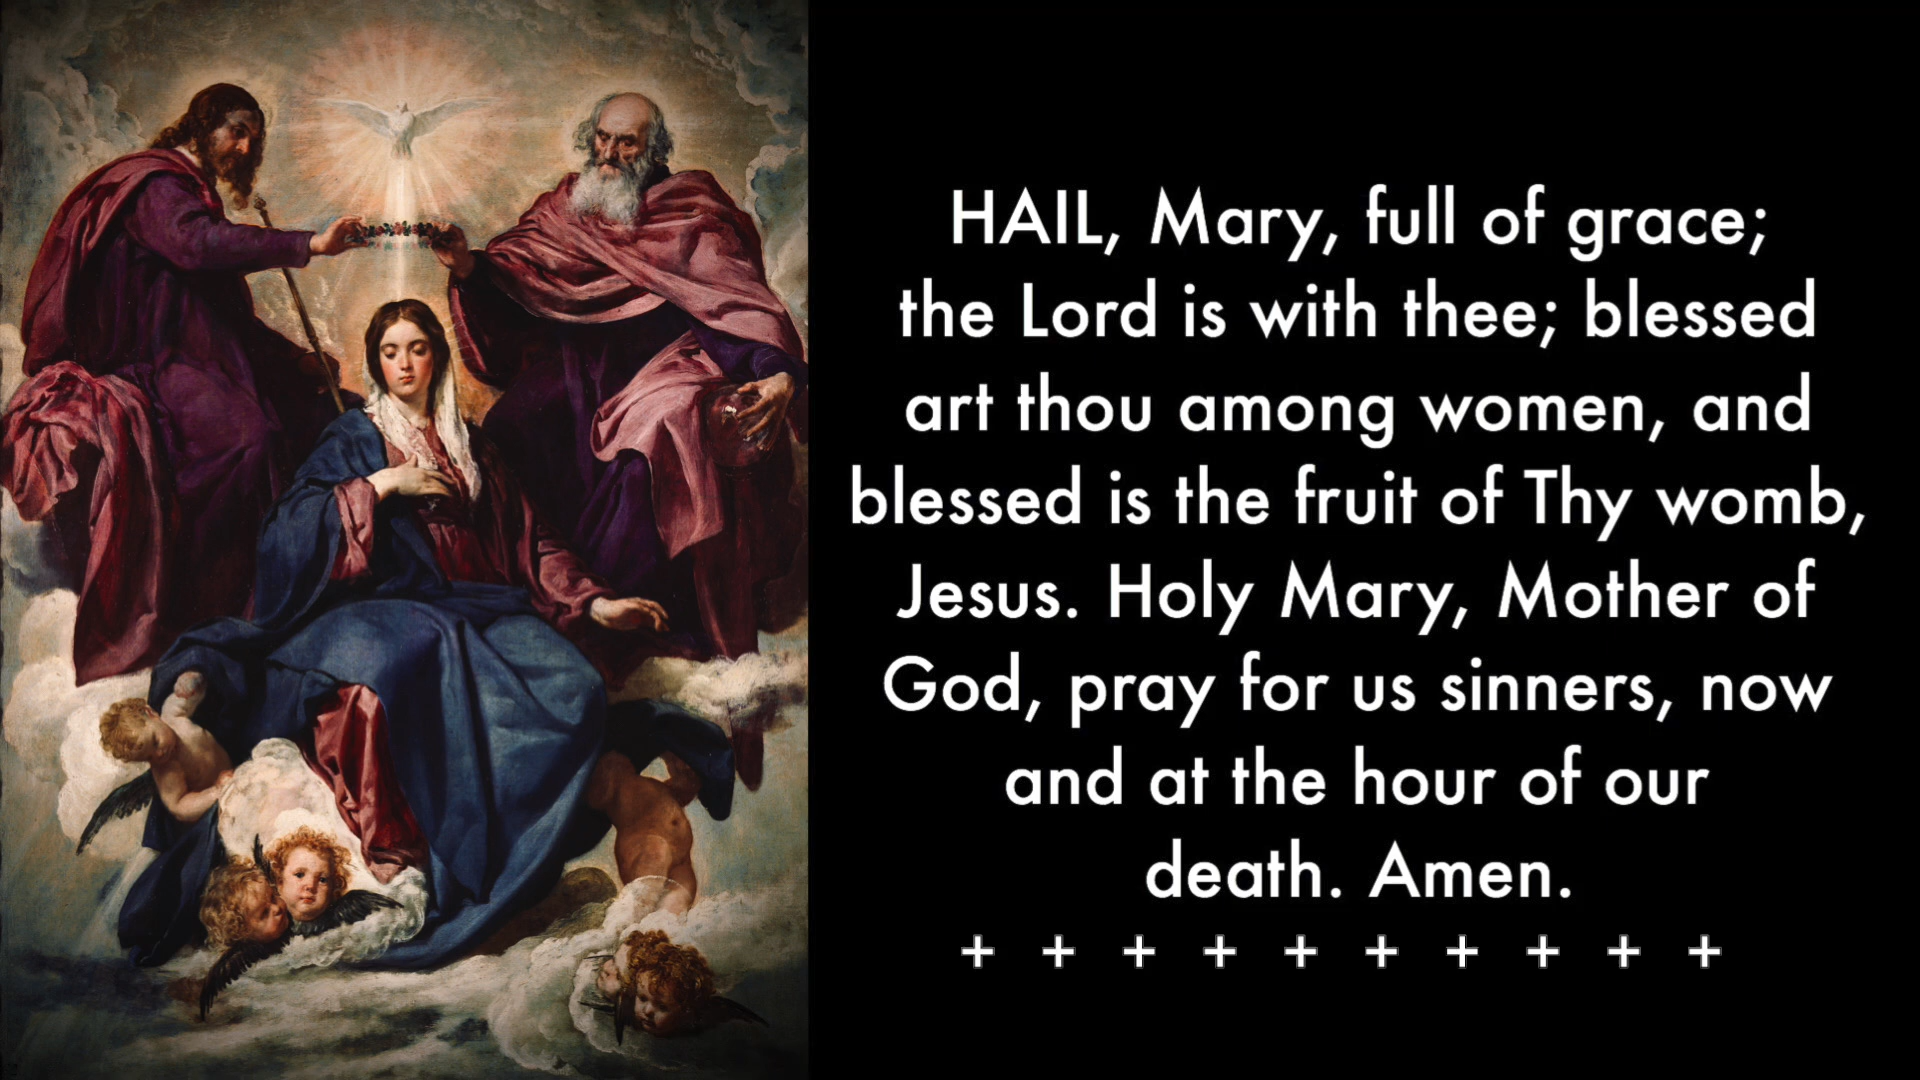 HAIL, Mary, full of grace;
the Lord is with thee; blessed
art thou among women, and
blessed is the fruit of Thy womb,
Jesus. Holy Mary, Mother of
God, pray for us sinners, now
and at the hour of our
death. Amen.
+ + + + + + + + + +